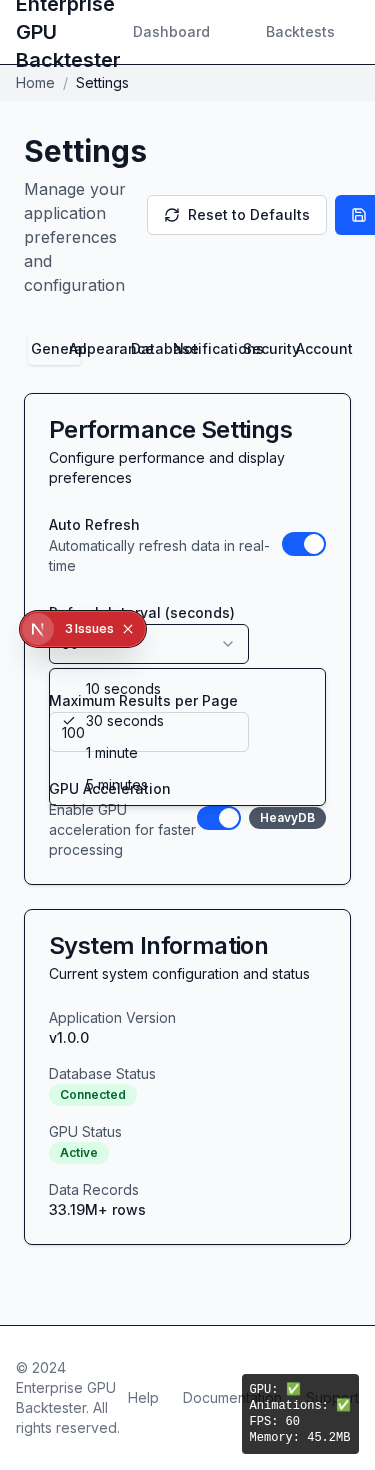 Enterprise
GPU
Backtester
Dashboard
Backtests
Home / Settings
Settings
Manage your
application
preferences
and
configuration
Reset to Defaults
General
Appearance
Database
Notifications
Security
Account
Performance Settings
Configure performance and display
preferences
Auto Refresh
Automatically refresh data in real-
time
Refresh Interval (seconds)
3 Issues
10 seconds
Maximum Results per Page
30 seconds
100
1 minute
5 minutes
GPU Acceleration
Enable GPU
acceleration for faster
processing
HeavyDB
System Information
Current system configuration and status
Application Version
v1.0.0
Database Status
Connected
GPU Status
Active
Data Records
33.19M+ rows
© 2024
Enterprise GPU
Backtester. All
rights reserved.
Help
Documentation
Support
GPU: ✅
Animations: ✅
FPS: 60
Memory: 45.2MB